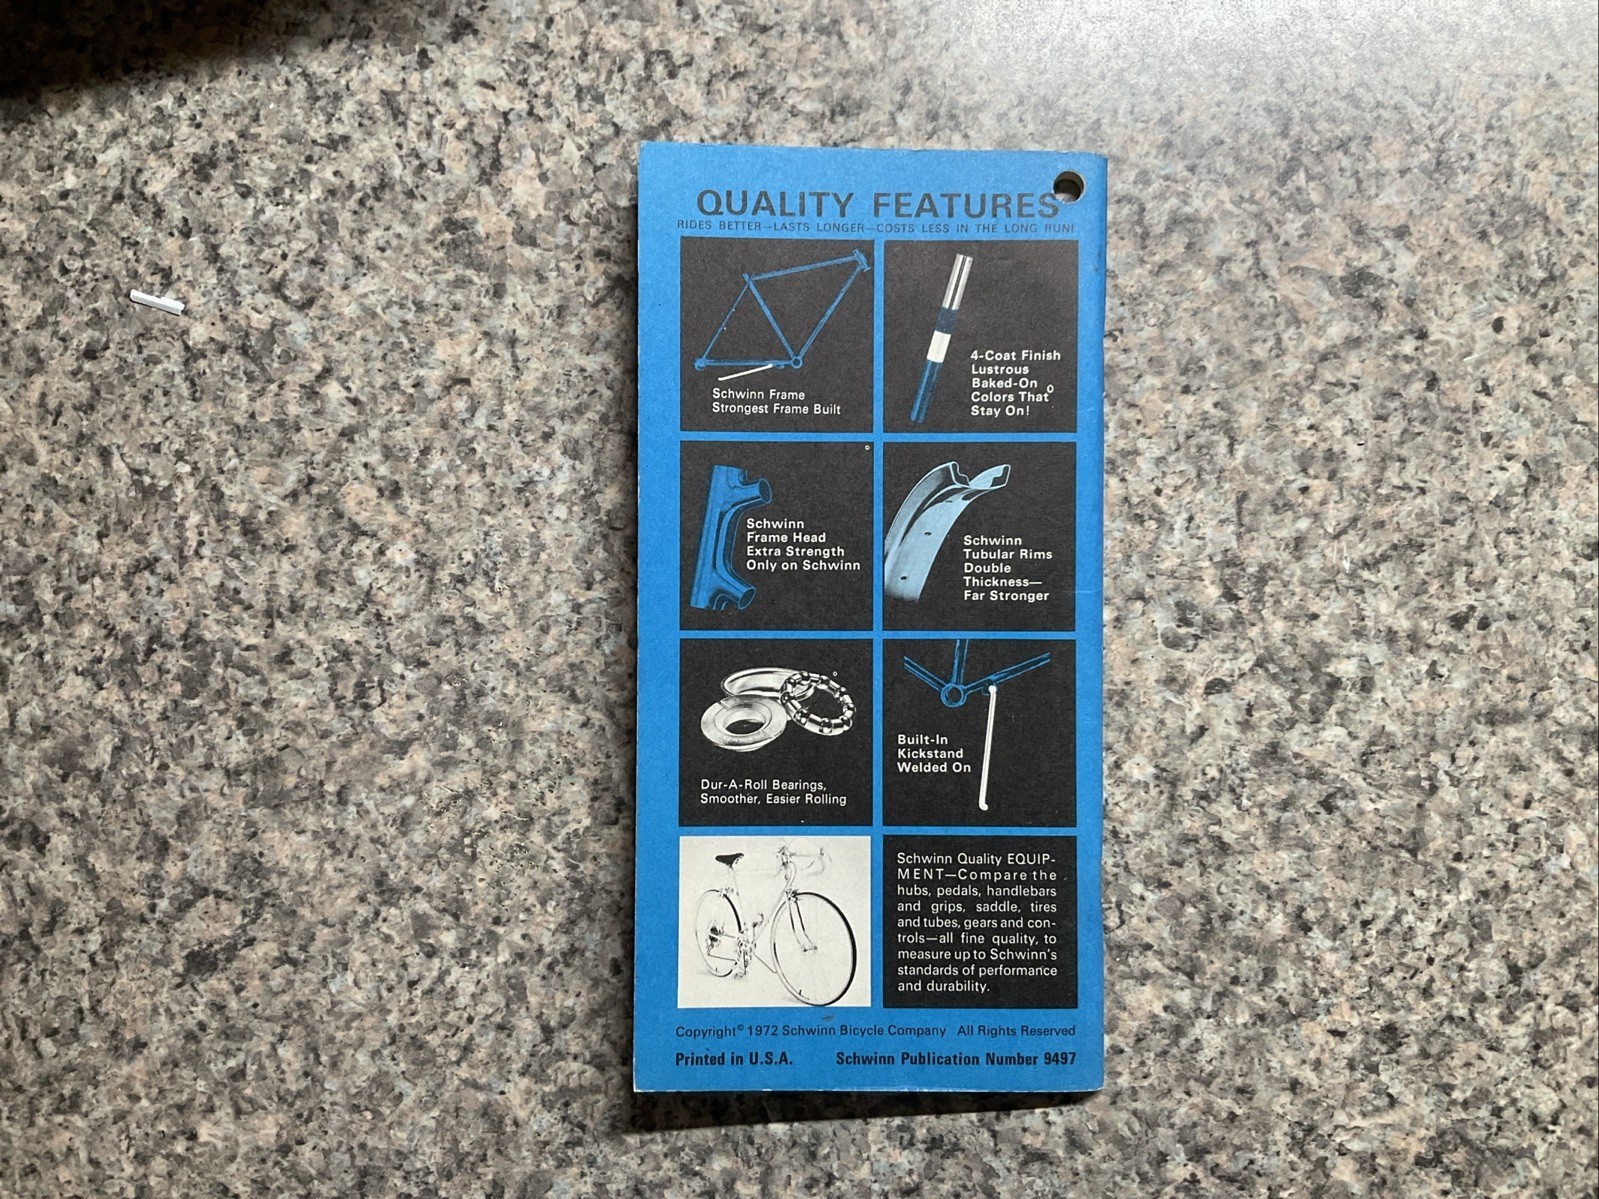 QUALITY FEATURES
RIDES BETTER—LASTS LONGER—COSTS LESS IN THE LONG RUN!
Schwinn Frame
Strongest Frame Built
4-Coat Finish
Lustrous
Baked-On
Colors That
Stay On!
Schwinn
Frame Head
Extra Strength
Only on Schwinn
Schwinn
Tubular Rims
Double
Thickness—
Far Stronger
Dur-A-Roll Bearings,
Smoother, Easier Rolling
Built-In
Kickstand
Welded On
Schwinn Quality EQUIP-
MENT—Compare the
hubs, pedals, handlebars
and grips, saddle, tires
and tubes, gears and con-
trols—all fine quality, to
measure up to Schwinn's
standards of performance
and durability.
Copyright© 1972 Schwinn Bicycle Company All Rights Reserved
Printed in U.S.A. Schwinn Publication Number 9497